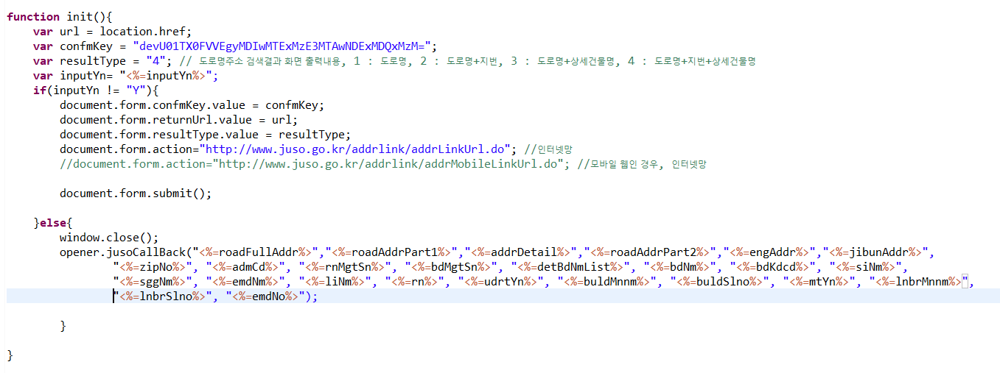 function init(){
var url = location.href;
var confmKey = "devU01TX0FVVEgyMDIwMTExMzE3MTAwNDExMDQxMzM=";
var resultType = "4"; // 도로명주소 검색결과 화면 출력내용, 1 : 도로명, 2 : 도로명+지번, 3 : 도로명+상세건물명, 4 : 도로명+지번+상세건물명
var inputYn= "<%=inputYn%>";
if(inputYn != "Y"){
document.form.confmKey.value = confmKey;
document.form.returnUrl.value = url;
document.form.resultType.value = resultType;
document.form.action="http://www.juso.go.kr/addrlink/addrLinkUrl.do"; //인터넷망
//document.form.action="http://www.juso.go.kr/addrlink/addrMobileLinkUrl.do"; //모바일 웹인 경우, 인터넷망
document.form.submit();
}else{
window.close();
opener.jusoCallBack("<%=roadFullAddr%>","<%=roadAddrPart1%>","<%=addrDetail%>","<%=roadAddrPart2%>","<%=engAddr%>","<%=jibunAddr%>",
"<%=zipNo%>", "<%=admCd%>", "<%=rnMgtSn%>", "<%=bdMgtSn%>", "<%=detBdNmList%>", "<%=bdNm%>", "<%=bdKdcd%>", "<%=siNm%>",
"<%=sggNm%>", "<%=emdNm%>", "<%=liNm%>", "<%=rn%>", "<%=udrtYn%>", "<%=buldMnnm%>", "<%=buldSlno%>", "<%=mtYn%>", "<%=lnbrMnnm%>",
"<%=lnbrSlno%>", "<%=emdNo%>");
}
}